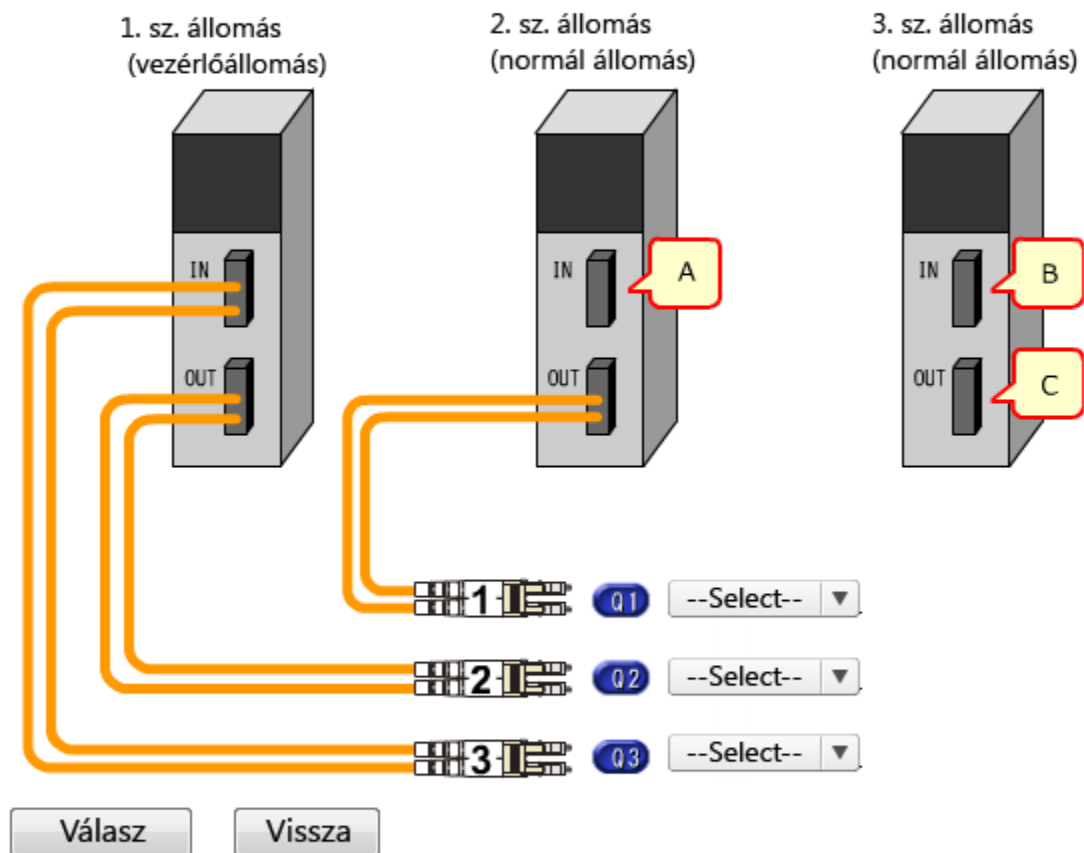 1. sz. állomás
(vezérlőállomás)
2. sz. állomás
(normál állomás)
3. sz. állomás
(normál állomás)
IN
IN
A
IN
B
OUT
OUT
OUT
C
1
Q1
--Select--
2
Q2
--Select--
3
Q3
--Select--
Válasz
Vissza